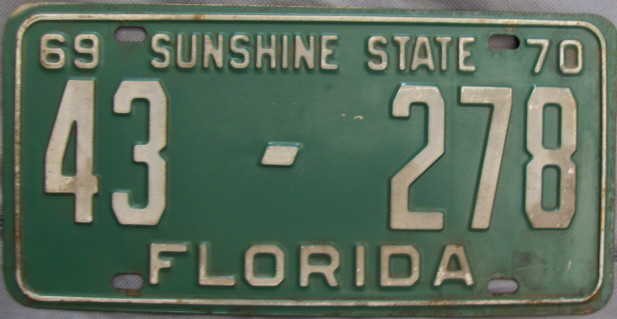 69 SUNSHINE STATE 70
43 - 278
FLORIDA